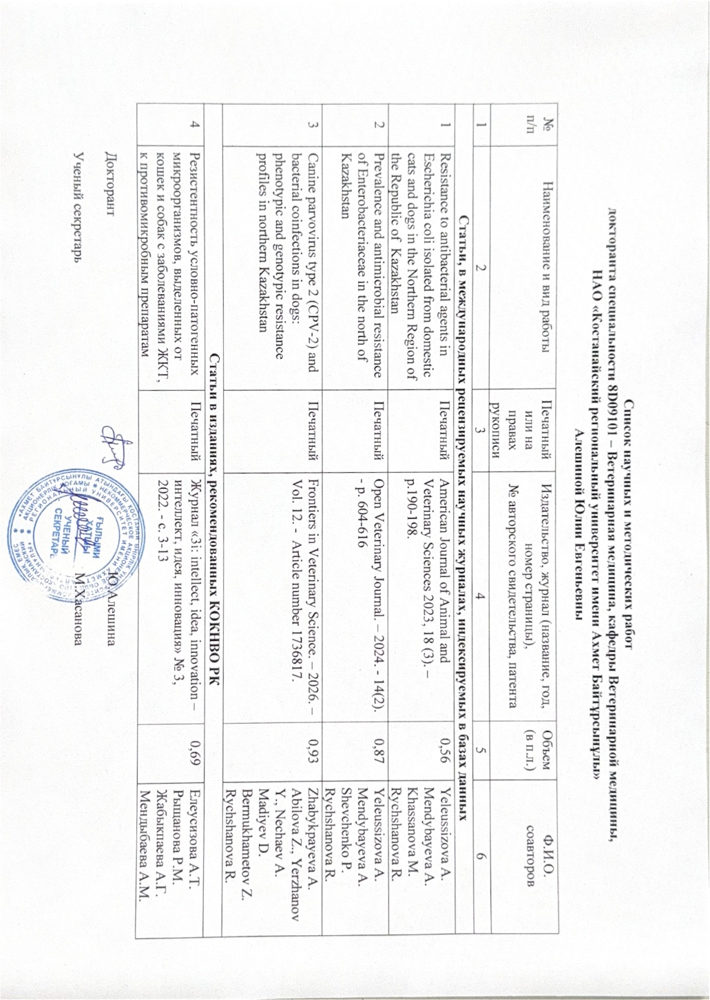 Список научных и методических работ
докторанта специальности 8D09101 – Ветеринарная медицина, кафедры Ветеринарной медицины,
НАО «Костанайский региональный университет имени Ахмет Байтұрсынұлы»
Алешиной Юлии Евгеньевны
№
п/п
Наименование и вид работы
Печатный
или на
правах
рукописи
Издательство, журнал (название, год,
номер страницы),
№ авторского свидетельства, патента
Объем
(в п.л.)
Ф.И.О.
соавторов
1
2
3
4
5
6
Статьи, в международных рецензируемых научных журналах, индексируемых в базах данных
1
Resistance to antibacterial agents in
Escherichia coli isolated from domestic
cats and dogs in the Northern Region of
the Republic of Kazakhstan
Печатный
American Journal of Animal and
Veterinary Sciences 2023, 18 (3). –
p.190-198.
0,56
Yeleussizova A.
Mendybayeva A.
Khassanova M.
Rychshanova R.
2
Prevalence and antimicrobial resistance
of Enterobacteriaceae in the north of
Kazakhstan
Печатный
Open Veterinary Journal. – 2024. - 14(2).
- p. 604-616
0,87
Yeleussizova A.
Mendybayeva A.
Shevchenko P.
Rychshanova R.
3
Canine parvovirus type 2 (CPV-2) and
bacterial coinfections in dogs:
phenotypic and genotypic resistance
profiles in northern Kazakhstan
Печатный
Frontiers in Veterinary Science. – 2026. –
Vol. 12. - Article number 1736817.
0,93
Zhabykpayeva A.
Abilova Z., Yerzhanov
Y., Nechaev A.
Madiyev D.
Bermukhametov Z.
Rychshanova R.
Статьи в изданиях, рекомендованных КОКНВО РК
4
Резистентность условно-патогенных
микроорганизмов, выделенных от
кошек и собак с заболеваниями ЖКТ,
к противомикробным препаратам
Печатный
Журнал «3i: intellect, idea, innovation –
интеллект, идея, инновация» № 3,
2022. - с. 3-13
0,69
Елеусизова А.Т.
Рыщанова Р.М.
Жабыкпаева А.Г.
Мендыбаева А.М.
Докторант
Ю.Алешина
Ученый секретарь
М.Хасанова
ҒЫЛЫМИ
ХАТШЫ
УЧЕНЫЙ
СЕКРЕТАРЬ